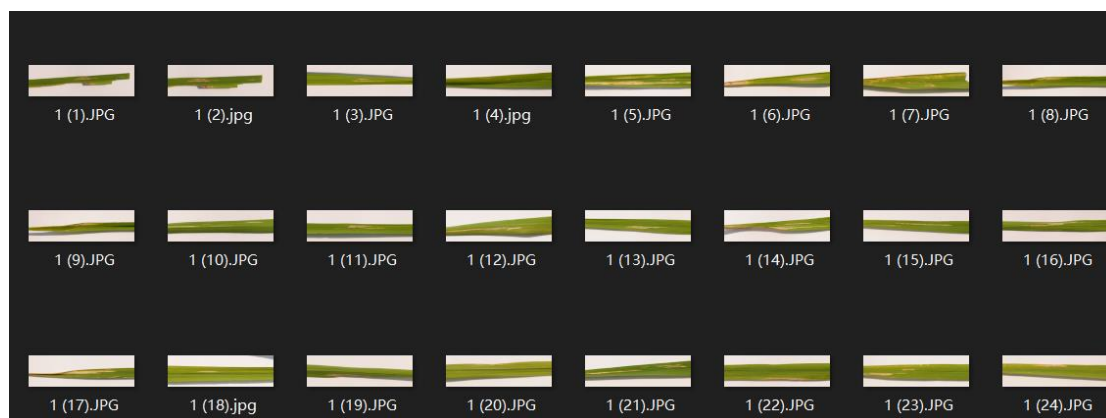 1 (1).JPG 1 (2).jpg 1 (3).JPG 1 (4).jpg 1 (5).JPG 1 (6).JPG 1 (7).JPG 1 (8).JPG
1 (9).JPG 1 (10).JPG 1 (11).JPG 1 (12).JPG 1 (13).JPG 1 (14).JPG 1 (15).JPG 1 (16).JPG
1 (17).JPG 1 (18).jpg 1 (19).JPG 1 (20).JPG 1 (21).JPG 1 (22).JPG 1 (23).JPG 1 (24).JPG